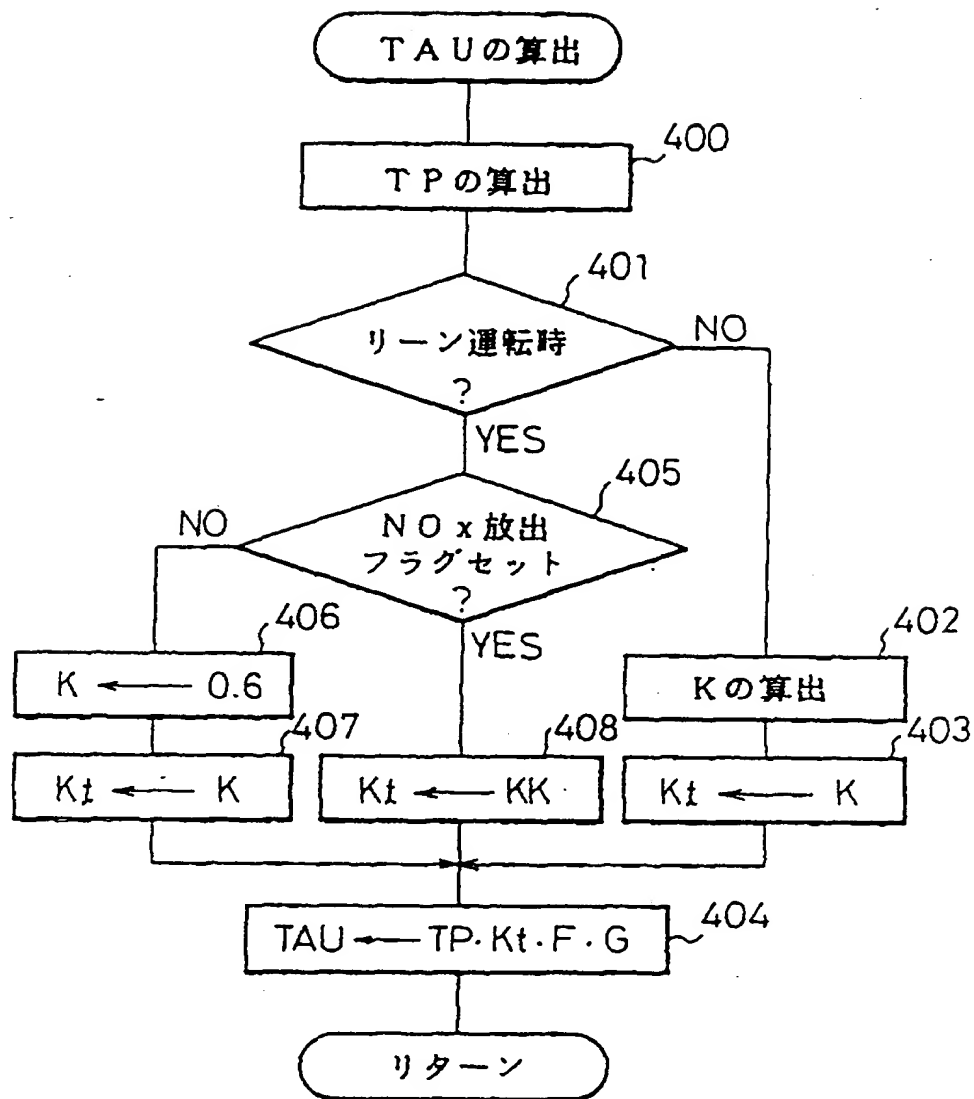 TAUの算出
400
TPの算出
401
リーン運転時
?
NO
YES
405
NOx放出
フラグセット
?
NO
YES
406
K ← 0.6
402
Kの算出
407
Kt ← K
408
Kt ← KK
403
Kt ← K
404
TAU ← TP·Kt·F·G
リターン